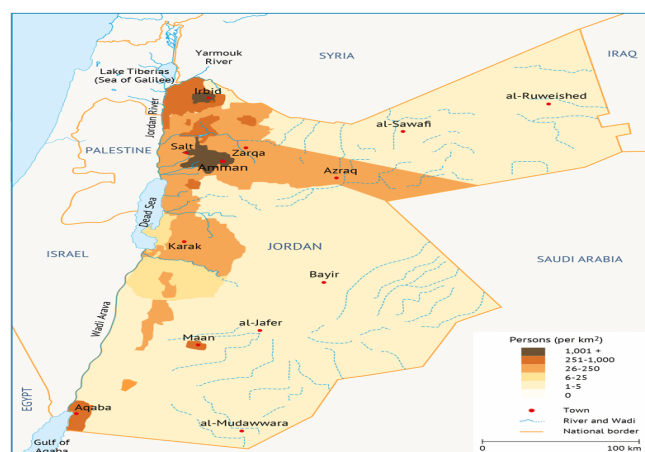 Yarmouk
River
SYRIA
IRAQ
Lake Tiberias
(Sea of Galilee)
Irbid
al-Ruweished
Jordan River
al-Sawafi
PALESTINE
Salt
Zarqa
Amman
Azraq
Dead Sea
Karak
ISRAEL
JORDAN
SAUDI ARABIA
Bayir
Wadi Arava
al-Jafer
Maan
EGYPT
Aqaba
al-Mudawwara
Gulf of
Aqaba
Persons (per km²)
1,001 +
251-1,000
26-250
6-25
1-5
0
Town
River and Wadi
National border
0 100 km